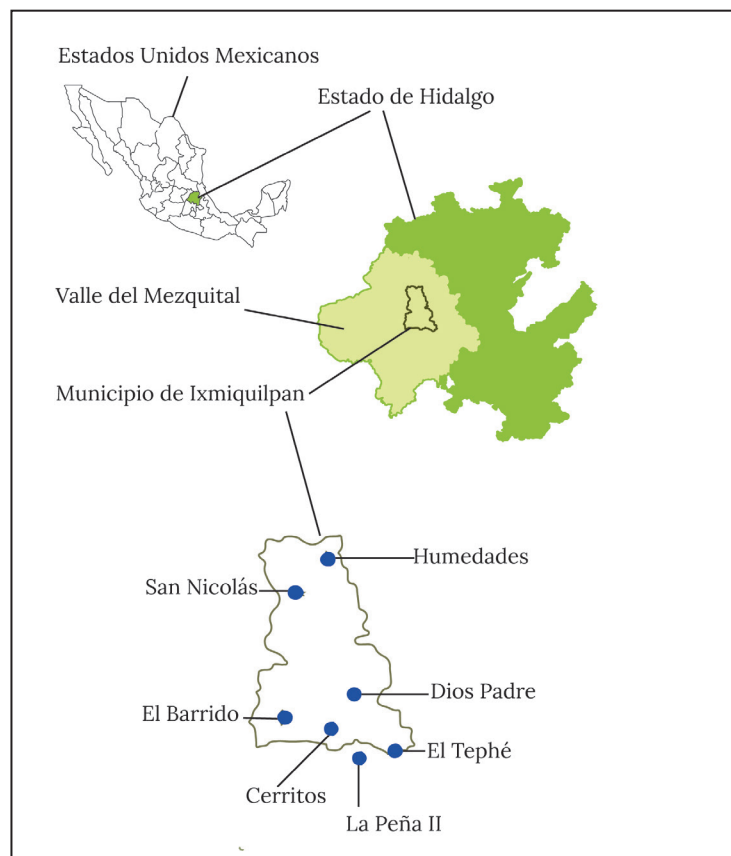 Estados Unidos Mexicanos
Estado de Hidalgo
Valle del Mezquital
Municipio de Ixmiquilpan
Humedades
San Nicolás
Dios Padre
El Barrido
El Tephé
Cerritos
La Peña II